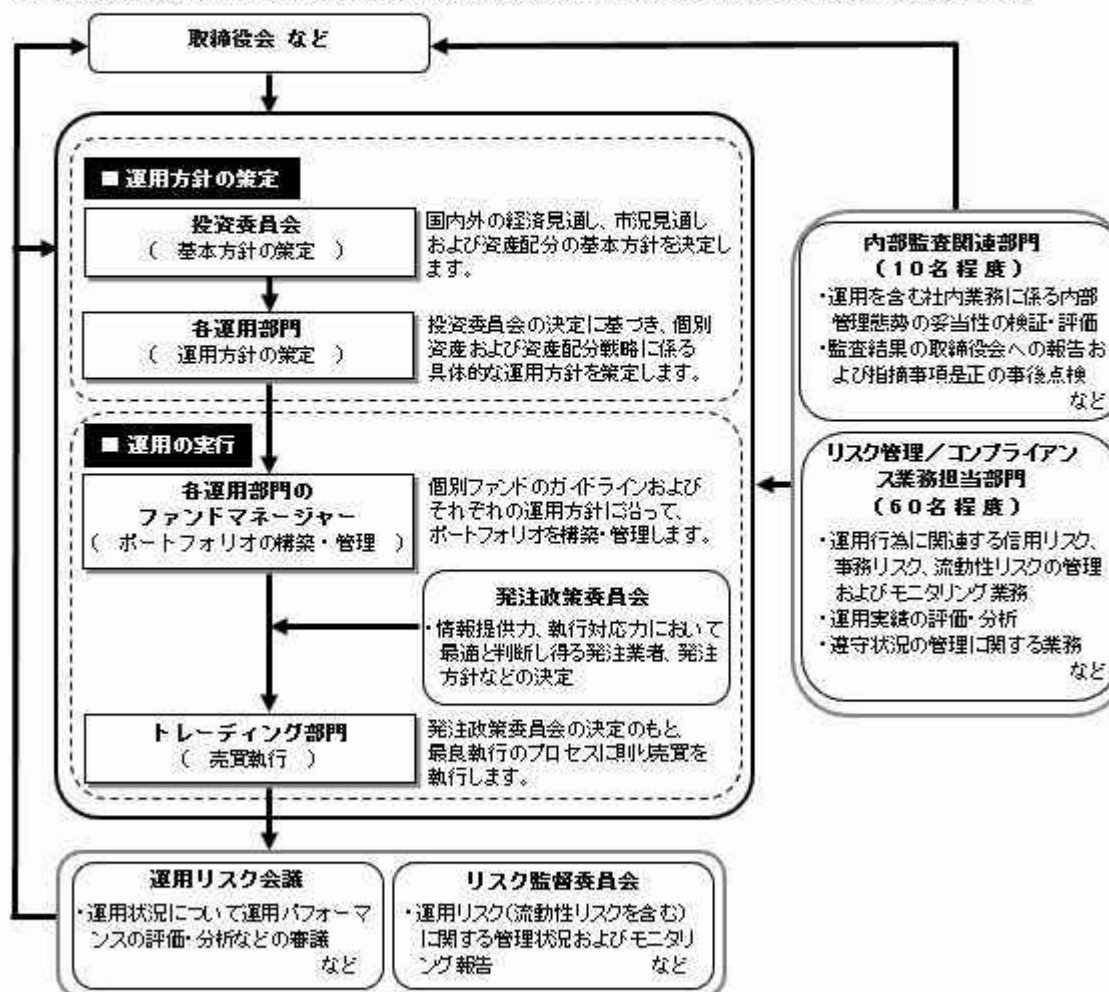 取締役会 など
■ 運用方針の策定
投資委員会
( 基本方針の策定 )
国内外の経済見通し、市況見通し
および資産配分の基本方針を決定し
ます。
各運用部門
( 運用方針の策定 )
投資委員会の決定に基づき、個別
資産および資産配分戦略に係る
具体的な運用方針を策定します。
■ 運用の実行
各運用部門の
ファンドマネージャー
( ポートフォリオの構築・管理 )
個別ファンドのガイドラインおよび
それぞれの運用方針に沿って、
ポートフォリオを構築・管理します。
発注政策委員会
・情報提供力、執行対応力において
最適と判断し得る発注業者、発注
方針などの決定
トレーディング部門
( 売買執行 )
発注政策委員会の決定のもと
最良執行のプロセスに則り売買を
執行します。
内部監査関連部門
(10名程度)
・運用を含む社内業務に係る内部
管理態勢の妥当性の検証・評価
・監査結果の取締役会への報告お
よび指摘事項是正の事後点検
など
リスク管理/コンプライアン
ス業務担当部門
(60名程度)
・運用行為に関連する信用リスク、
事務リスク、流動性リスクの管理
およびモニタリング業務
・運用実績の評価・分析
・遵守状況の管理に関する業務
など
運用リスク会議
・運用状況について運用パフォーマ
ンスの評価・分析などの審議
など
リスク監督委員会
・運用リスク(流動性リスクを含む)
に関する管理状況およびモニタリ
ング報告 など